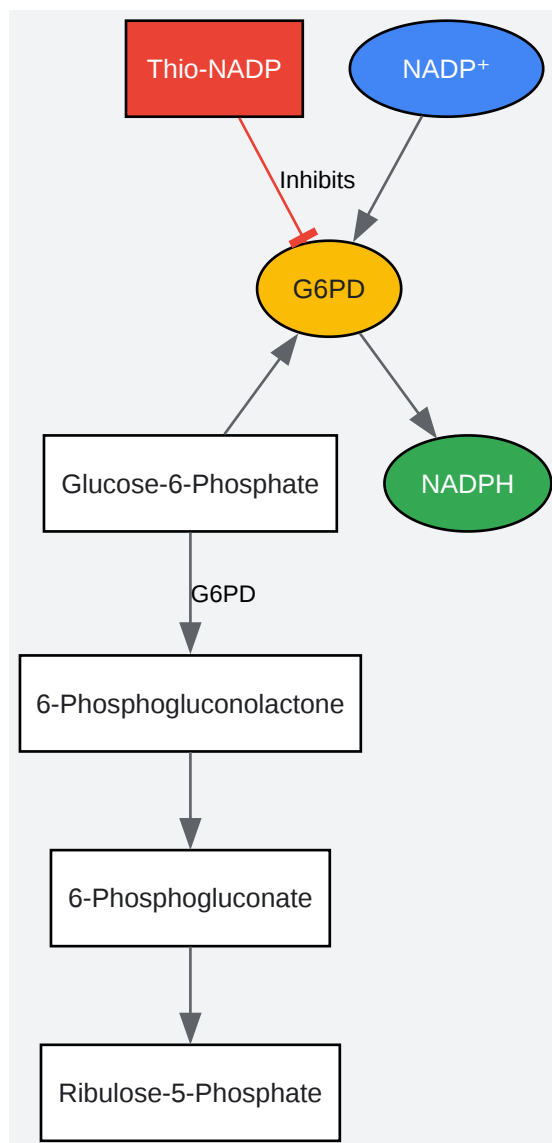 Thio-NADP
NADP⁺
Inhibits
G6PD
Glucose-6-Phosphate
NADPH
G6PD
6-Phosphogluconolactone
6-Phosphogluconate
Ribulose-5-Phosphate